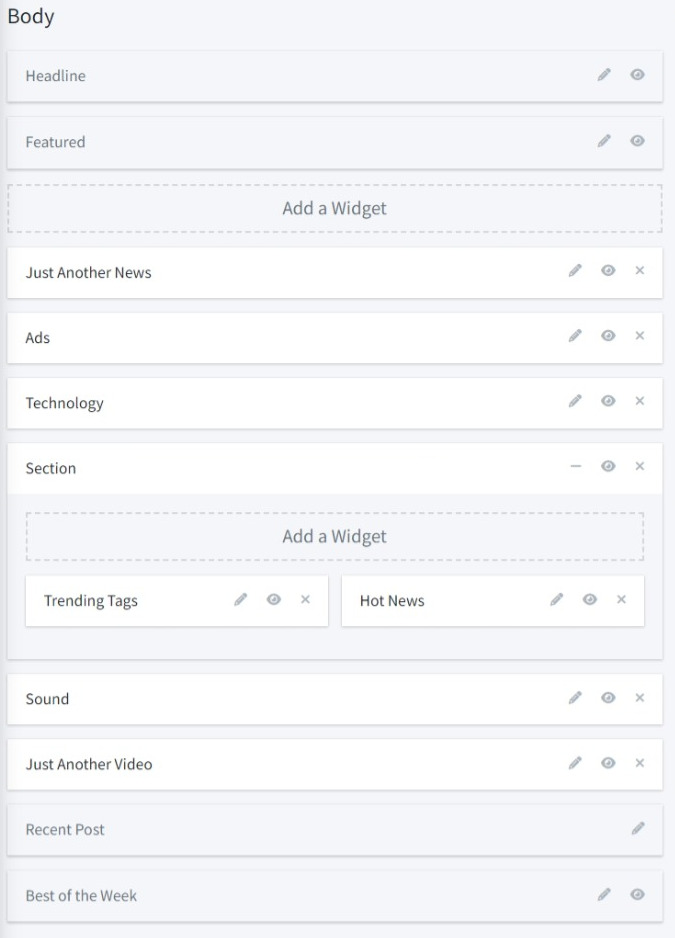 Body
Headline
Featured
Add a Widget
Just Another News
Ads
Technology
Section
Add a Widget
Trending Tags
Hot News
Sound
Just Another Video
Recent Post
Best of the Week